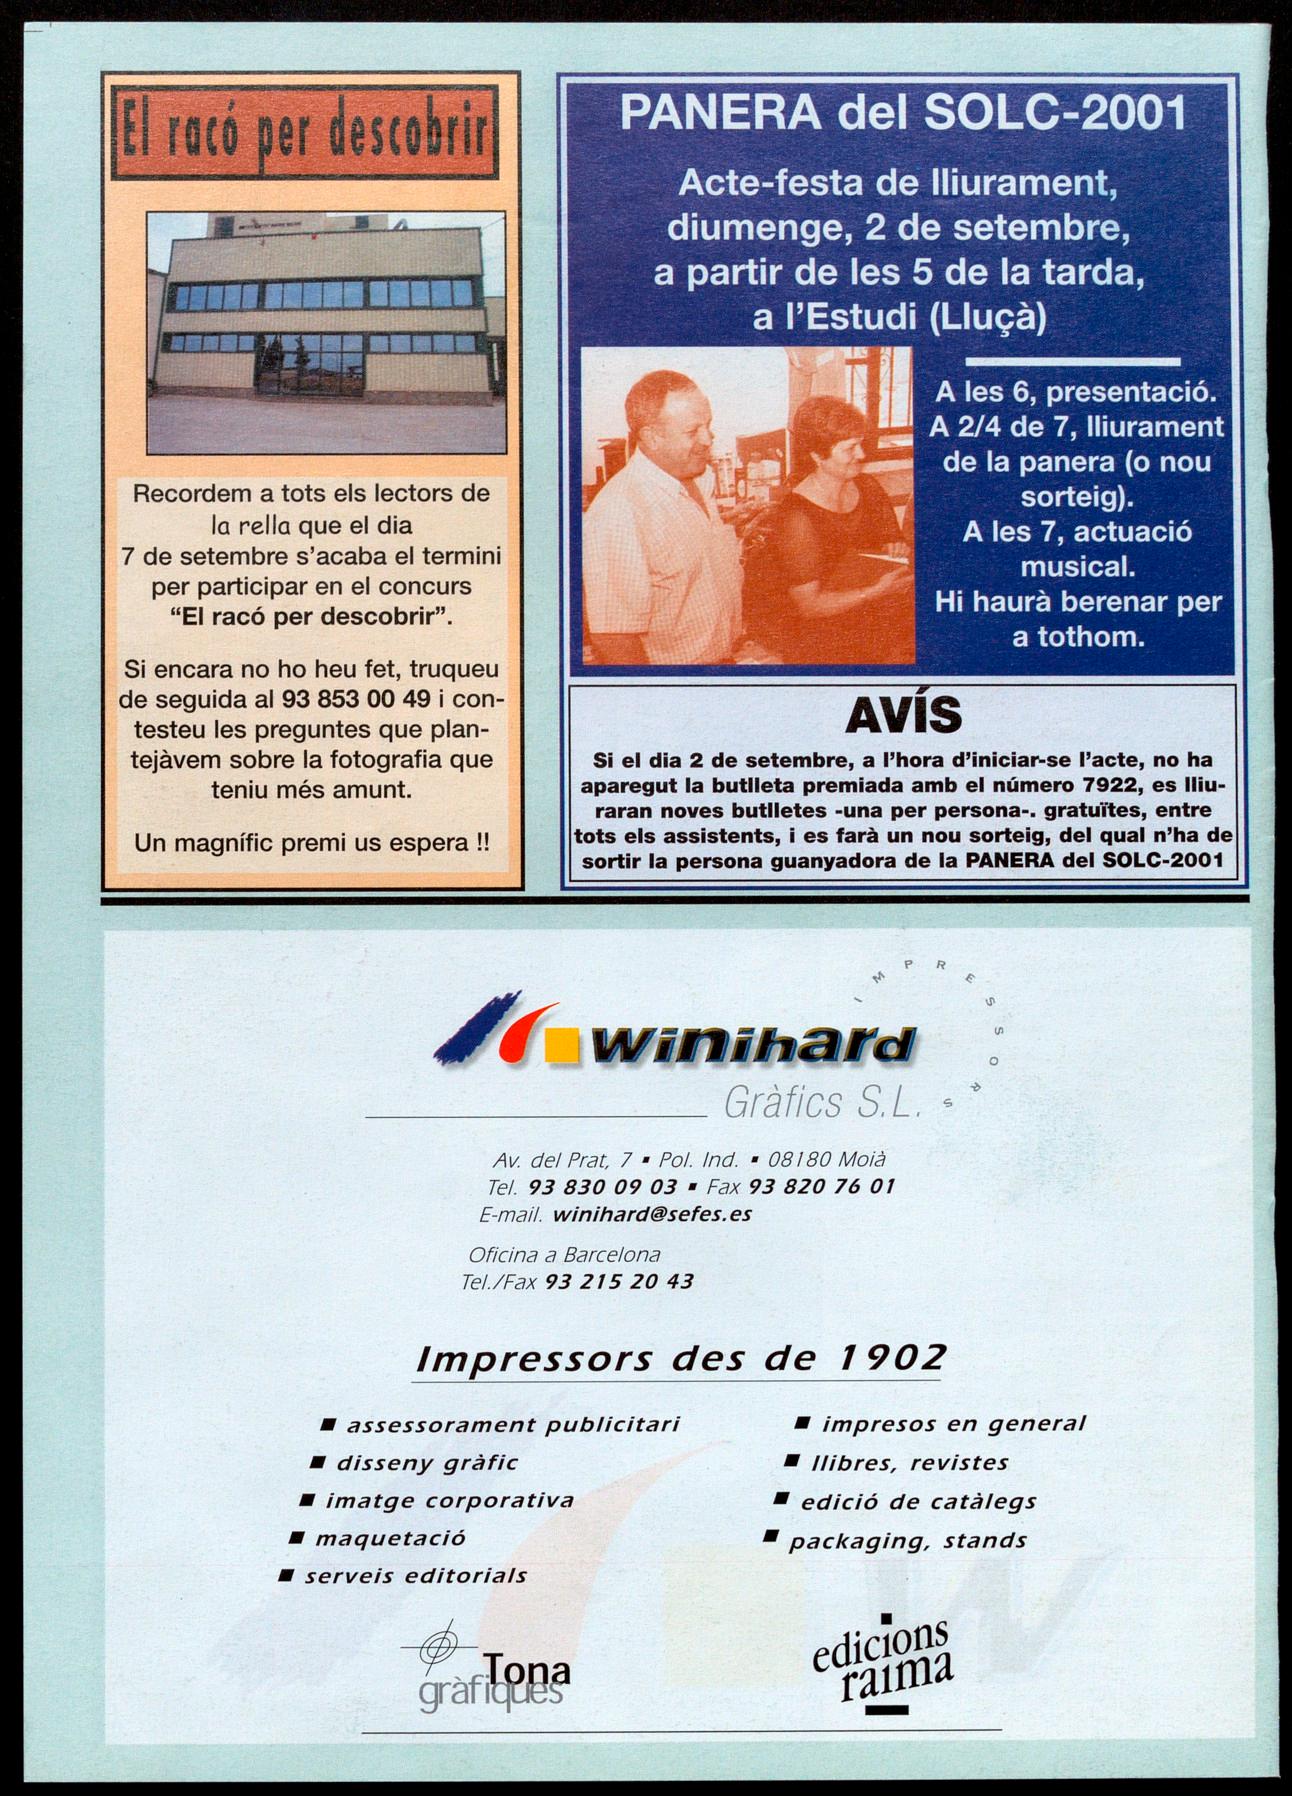 El racó per descobrir
Recordem a tots els lectors de
la rella que el dia
7 de setembre s'acaba el termini
per participar en el concurs
“El racó per descobrir”.
Si encara no ho heu fet, truqueu
de seguida al 93 853 00 49 i con-
testeu les preguntes que plan-
tejàvem sobre la fotografia que
teniu més amunt.
Un magnífic premi us espera !!
PANERA del SOLC-2001
Acte-festa de lliurament,
diumenge, 2 de setembre,
a partir de les 5 de la tarda,
a l'Estudi (Lluçà)
A les 6, presentació.
A 2/4 de 7, lliurament
de la panera (o nou
sorteig).
A les 7, actuació
musical.
Hi haurà berenar per
a tothom.
AVÍS
Si el dia 2 de setembre, a l'hora d'iniciar-se l'acte, no ha
aparegut la butlleta premiada amb el número 7922, es lliu-
raran noves butlletes -una per persona-. gratuïtes, entre
tots els assistents, i es farà un nou sorteig, del qual n'ha de
sortir la persona guanyadora de la PANERA del SOLC-2001
IMPRESSORS
winihard
Gràfics S.L.
Av. del Prat, 7 ▪ Pol. Ind. ▪ 08180 Moià
Tel. 93 830 09 03 ▪ Fax 93 820 76 01
E-mail. winihard@sefes.es
Oficina a Barcelona
Tel./Fax 93 215 20 43
Impressors des de 1902
▪ assessorament publicitari
▪ disseny gràfic
▪ imatge corporativa
▪ maquetació
▪ serveis editorials
▪ impresos en general
▪ llibres, revistes
▪ edició de catàlegs
▪ packaging, stands
Tona
gràfiques
edicions
raima